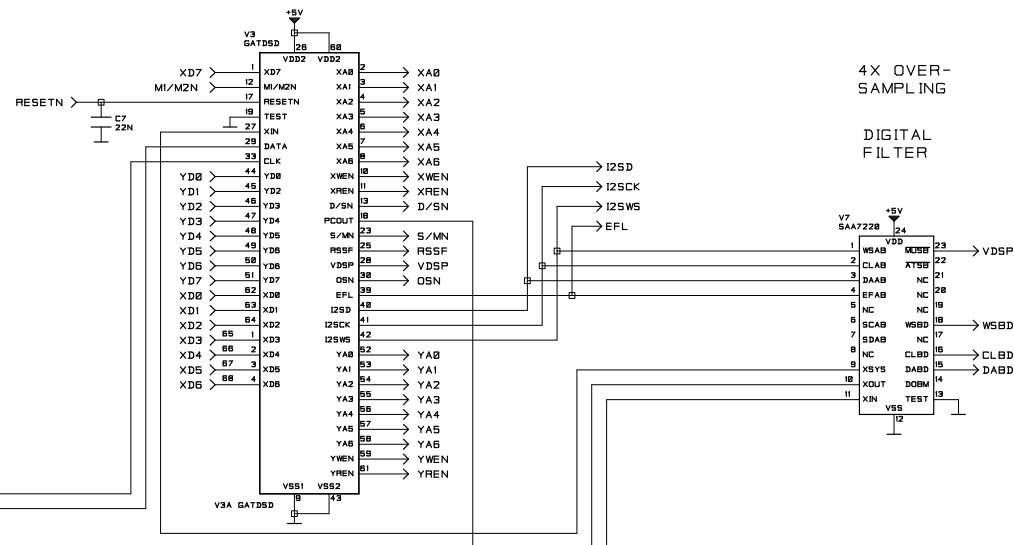 +5V
V3
GATDSD
26 60
VDD2 VDD2
XD7 1 XD7 XA0 2 XA0
M1/M2N 12 M1/M2N XA1 3 XA1
RESETN 17 RESETN XA2 4 XA2
C7
22N
19 TEST XA3 5 XA3
27 XIN XA4 6 XA4
29 DATA XA5 7 XA5
33 CLK XA6 8 XA6
YD0 44 YD0 XWEN 10 XWEN
YD1 45 YD2 XREN 11 XREN
YD2 46 YD3 D/SN 13 D/SN
YD3 47 YD4 PCOUT 18
YD4 48 YD5 S/MN 23 S/MN
YD5 49 YD6 RSSF 25 RSSF
YD6 50 YD6 VDSP 28 VDSP
YD7 51 YD7 OSN 30 OSN
XD0 62 XD0 EFL 39
XD1 63 XD1 I2SD 40
XD2 64 XD2 I2SCK 41
XD3 65 1 XD3 I2SWS 42
XD4 66 2 XD4 YA0 52 YA0
XD5 67 3 XD5 YA1 53 YA1
XD6 68 4 XD6 YA2 54 YA2
YA3 55 YA3
YA4 56 YA4
YA5 57 YA5
YA6 58 YA6
YWEN 59 YWEN
YREN 61 YREN
VSS1 VSS2
9 43
V3A GATDSD
I2SD
I2SCK
I2SWS
EFL
4X OVER-
SAMPLING
DIGITAL
FILTER
+5V
V7
SAA7220
24
VDD
1 WSAB MUSB 23 VDSP
2 CLAB ATSB 22
3 DAAB NC 21
4 EFAB NC 20
5 NC NC 19
6 SCAB WSBD 18 WSBD
7 SDAB NC 17
8 NC CLBD 16 CLBD
9 XSYS DABD 15 DABD
10 XOUT DOBM 14
11 XIN TEST 13
VSS
12